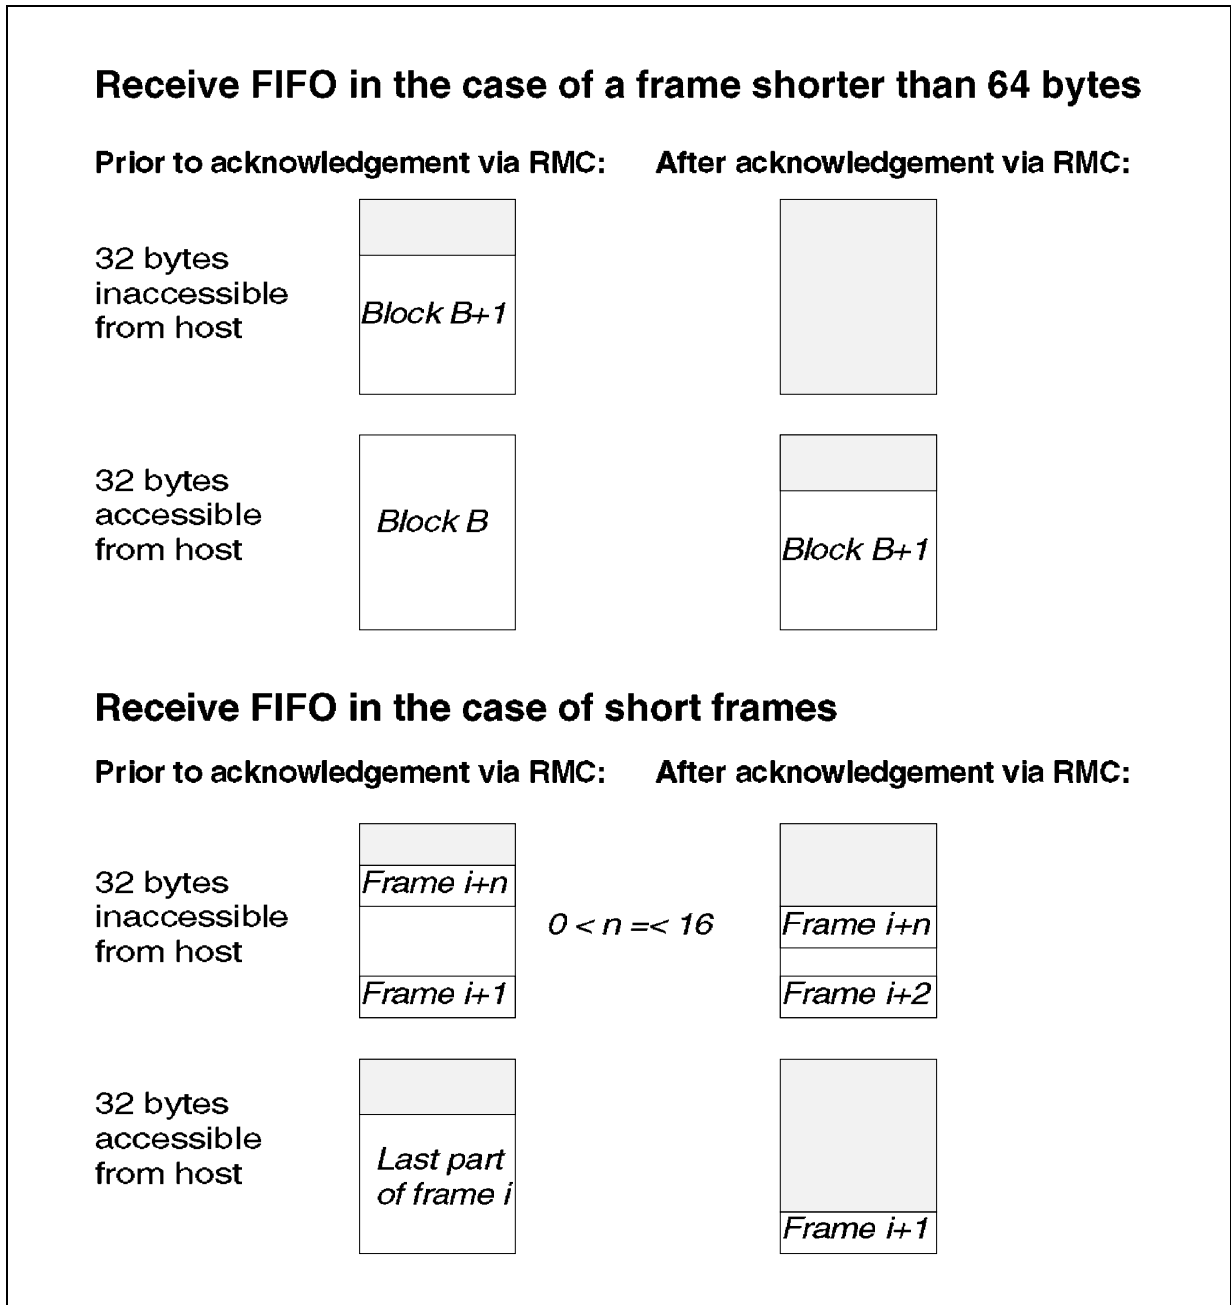 Receive FIFO in the case of a frame shorter than 64 bytes
Prior to acknowledgement via RMC: After acknowledgement via RMC:
32 bytes
inaccessible
from host
Block B+1
32 bytes
accessible
from host
Block B
Block B+1
Receive FIFO in the case of short frames
Prior to acknowledgement via RMC: After acknowledgement via RMC:
32 bytes
inaccessible
from host
Frame i+n
Frame i+1
0 < n =< 16
Frame i+n
Frame i+2
32 bytes
accessible
from host
Last part
of frame i
Frame i+1